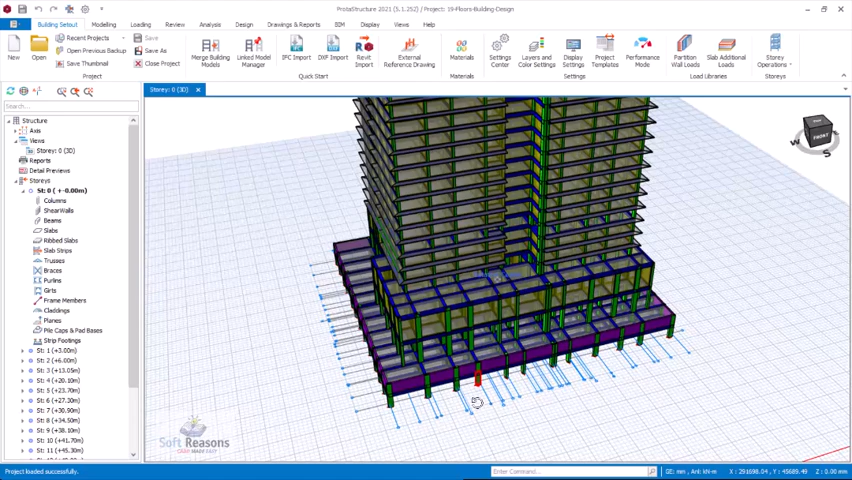 ProtaStructure 2021 (5.1.252) - Project: 19-Floors-Building-Design
Building Setout
Modelling
Loading
Review
Analysis
Design
Drawings & Reports
BIM
Display
Views
Help
New
Open
Recent Projects
Open Previous Backup
Save Thumbnail
Save
Save As
Close Project
Project
Merge Building Models
Linked Model Manager
IFC Import
DXF Import
Revit Import
Quick Start
External Reference Drawing
Materials
Materials
Settings Center
Layers and Color Settings
Display Settings
Project Templates
Performance Mode
Settings
Partition Wall Loads
Slab Additional Loads
Load Libraries
Storey Operations
Storeys
Storey: 0 (3D)
Search...
Structure
Axis
Views
Storey: 0 (3D)
Reports
Detail Previews
Storeys
St: 0 ( +-0.00m)
Columns
ShearWalls
Beams
Slabs
Ribbed Slabs
Slab Strips
Trusses
Braces
Purlins
Girts
Frame Members
Claddings
Planes
Pile Caps & Pad Bases
Strip Footings
St: 1 (+3.00m)
St: 2 (+6.00m)
St: 3 (+13.05m)
St: 4 (+20.10m)
St: 5 (+23.70m)
St: 6 (+27.30m)
St: 7 (+30.90m)
St: 8 (+34.50m)
St: 9 (+38.10m)
St: 10 (+41.70m)
St: 11 (+45.30m)
FRONT
W
S
Soft Reasons
CADD MADE EASY
Project loaded successfully.
Enter Command...
GE: mm , Anl: kN-m
X : 291698.04 , Y : 45689.49
Z: 0.00 mm